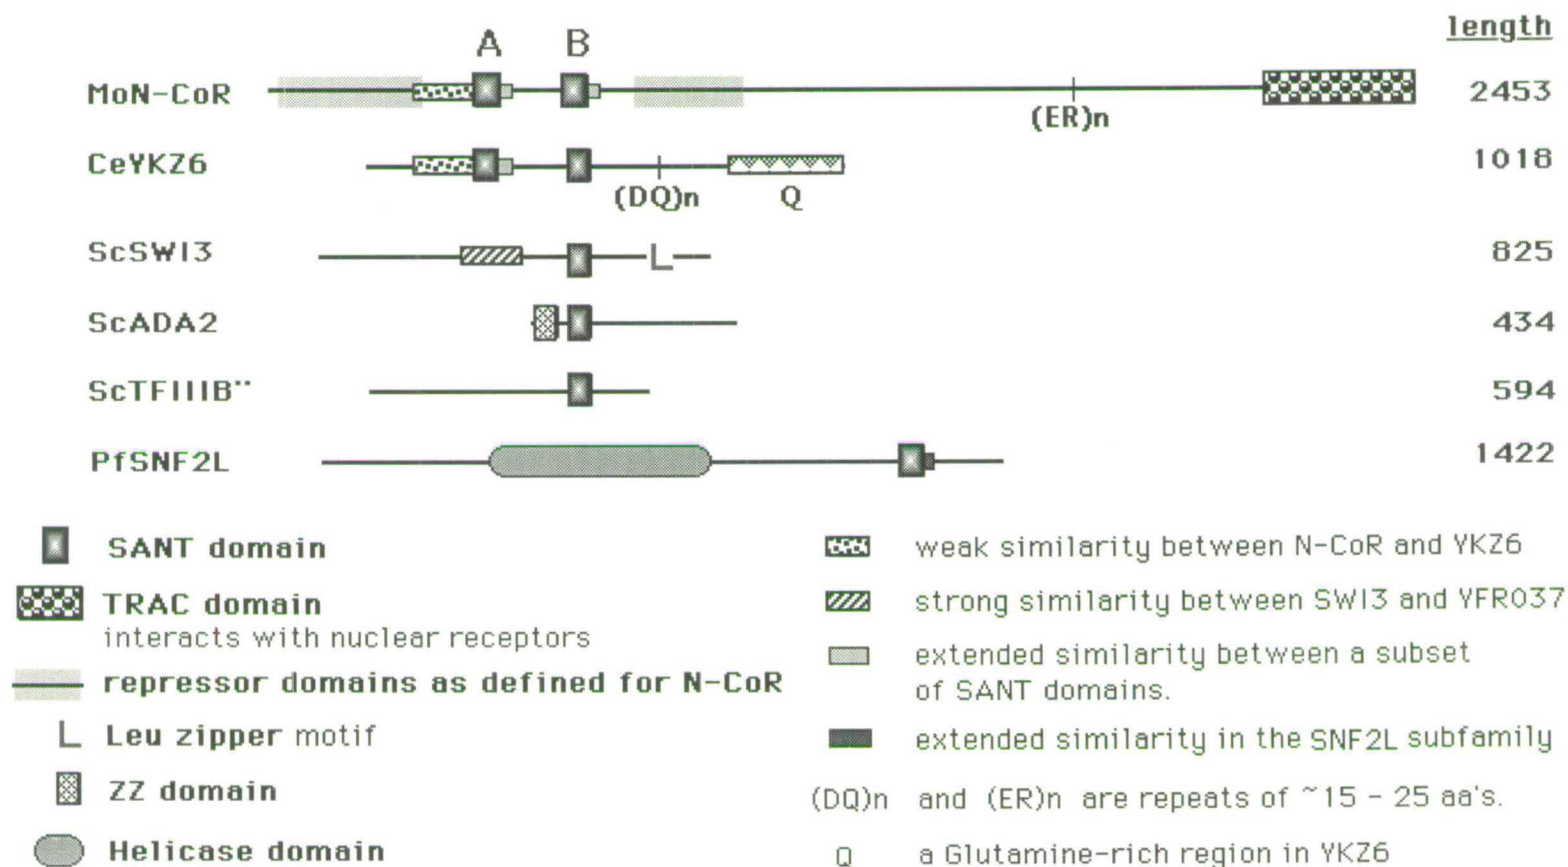 length
A B
MoN-CoR 2453
(ER)n
CeYKZ6 1018
(DQ)n Q
ScSWI3 L 825
ScADA2 434
ScTFIIIB'' 594
PfSNF2L 1422
SANT domain
TRAC domain
interacts with nuclear receptors
repressor domains as defined for N-CoR
L Leu zipper motif
ZZ domain
Helicase domain
weak similarity between N-CoR and YKZ6
strong similarity between SWI3 and YFR037
extended similarity between a subset
of SANT domains.
extended similarity in the SNF2L subfamily
(DQ)n and (ER)n are repeats of ~15 - 25 aa's.
Q a Glutamine-rich region in YKZ6